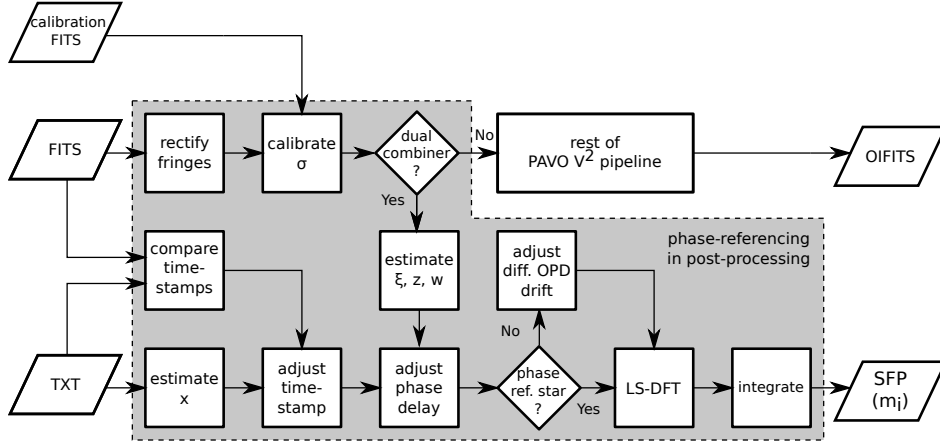 calibration
FITS
FITS
rectify
fringes
calibrate
σ
dual
combiner
?
No
rest of
PAVO V² pipeline
OIFITS
Yes
compare
time-
stamps
estimate
ξ, z, w
adjust
diff. OPD
drift
phase-referencing
in post-processing
No
TXT
estimate
x
adjust
time-
stamp
adjust
phase
delay
phase
ref. star
?
Yes
LS-DFT
integrate
SFP
(mᵢ)